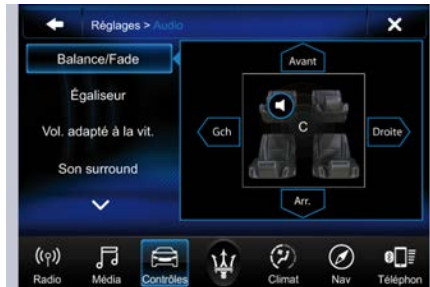 Réglages > Audio
Balance/Fade
Égaliseur
Vol. adapté à la vit.
Son surround
Avant
Gch
C
Droite
Arr.
Radio
Média
Contrôles
Climat
Nav
Téléphon